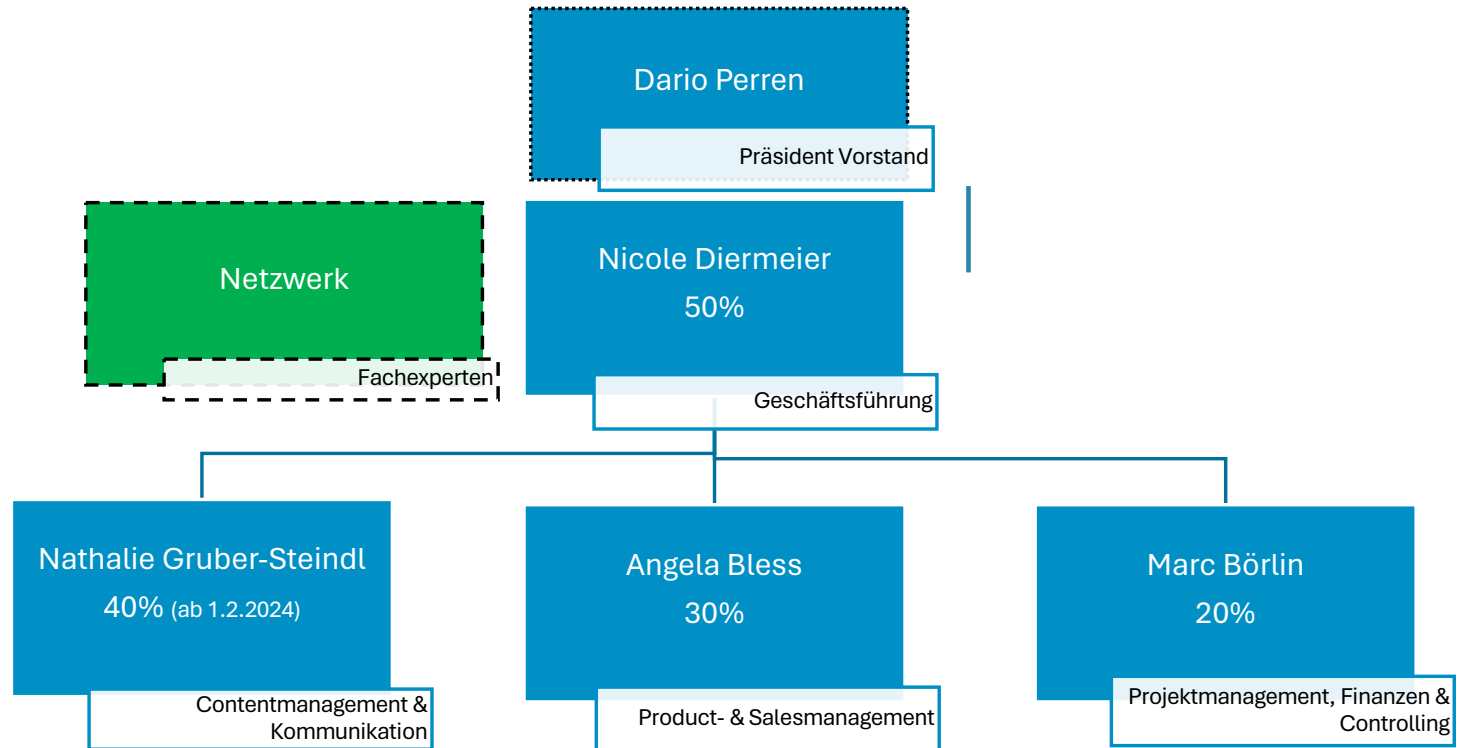 Dario Perren
Präsident Vorstand
Netzwerk
Fachexperten
Nicole Diermeier
50%
Geschäftsführung
Nathalie Gruber-Steindl
40% (ab 1.2.2024)
Contentmanagement &
Kommunikation
Angela Bless
30%
Product- & Salesmanagement
Marc Börlin
20%
Projektmanagement, Finanzen &
Controlling